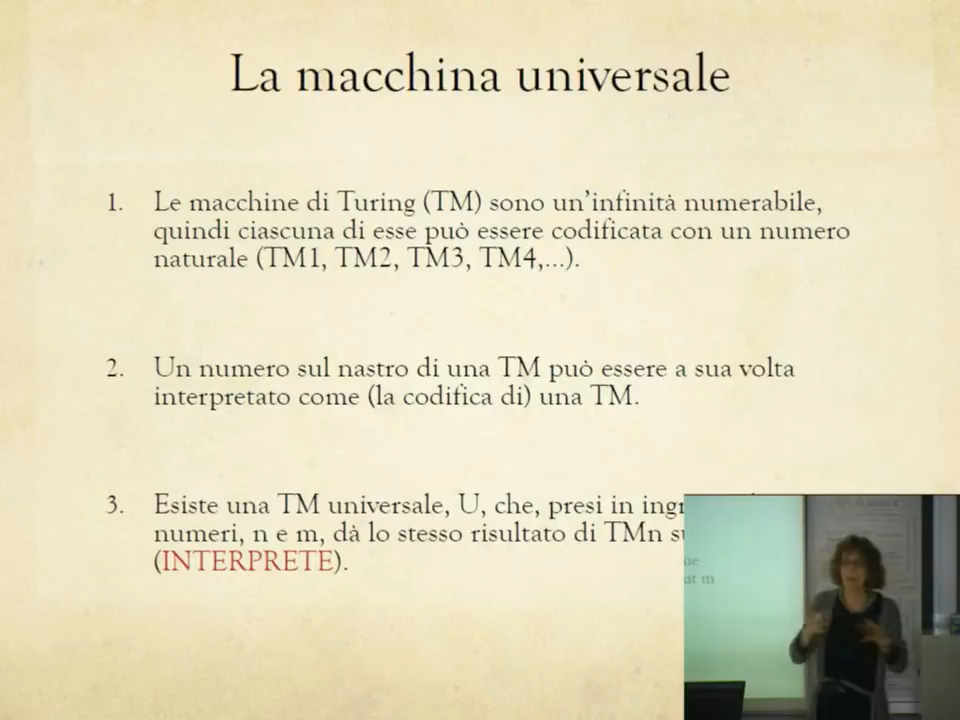 La macchina universale
1. Le macchine di Turing (TM) sono un'infinità numerabile,
quindi ciascuna di esse può essere codificata con un numero
naturale (TM1, TM2, TM3, TM4,...).
2. Un numero sul nastro di una TM può essere a sua volta
interpretato come (la codifica di) una TM.
3. Esiste una TM universale, U, che, presi in
numeri, n e m, dà lo stesso risultato di TMn
(INTERPRETE).